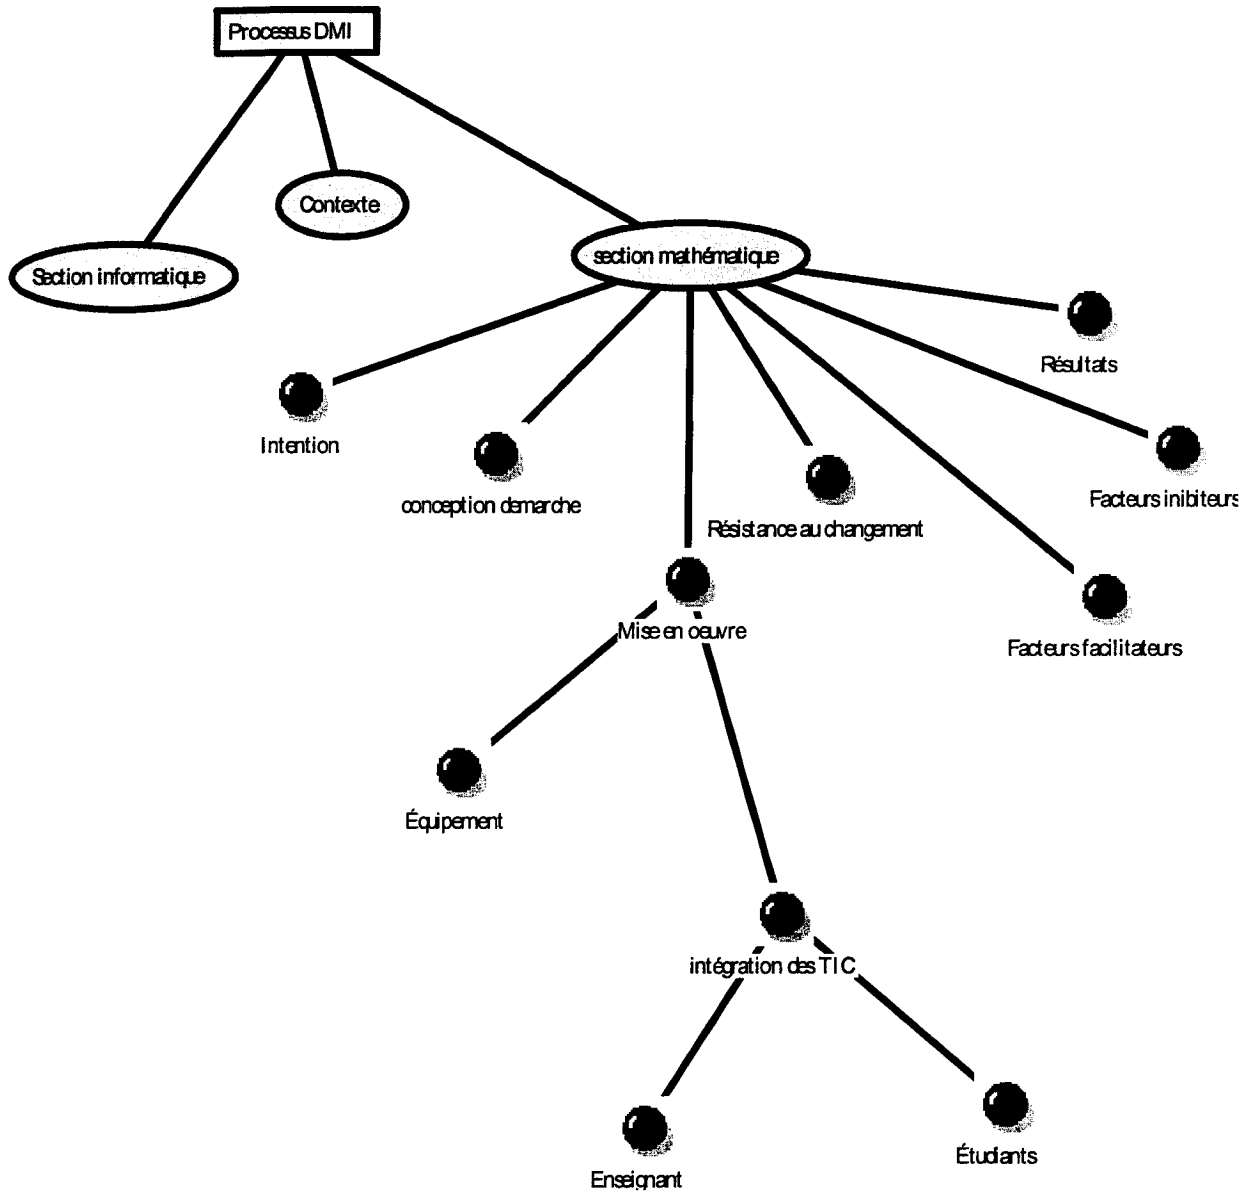 Processus DMI
Contexte
Section informatique
section mathématique
Résultats
Intention
Facteurs inibiteurs
conception demarche
Résistance au changement
Mise en oeuvre
Facteurs facilitateurs
Équipement
intégration des TIC
Étudiants
Enseignant